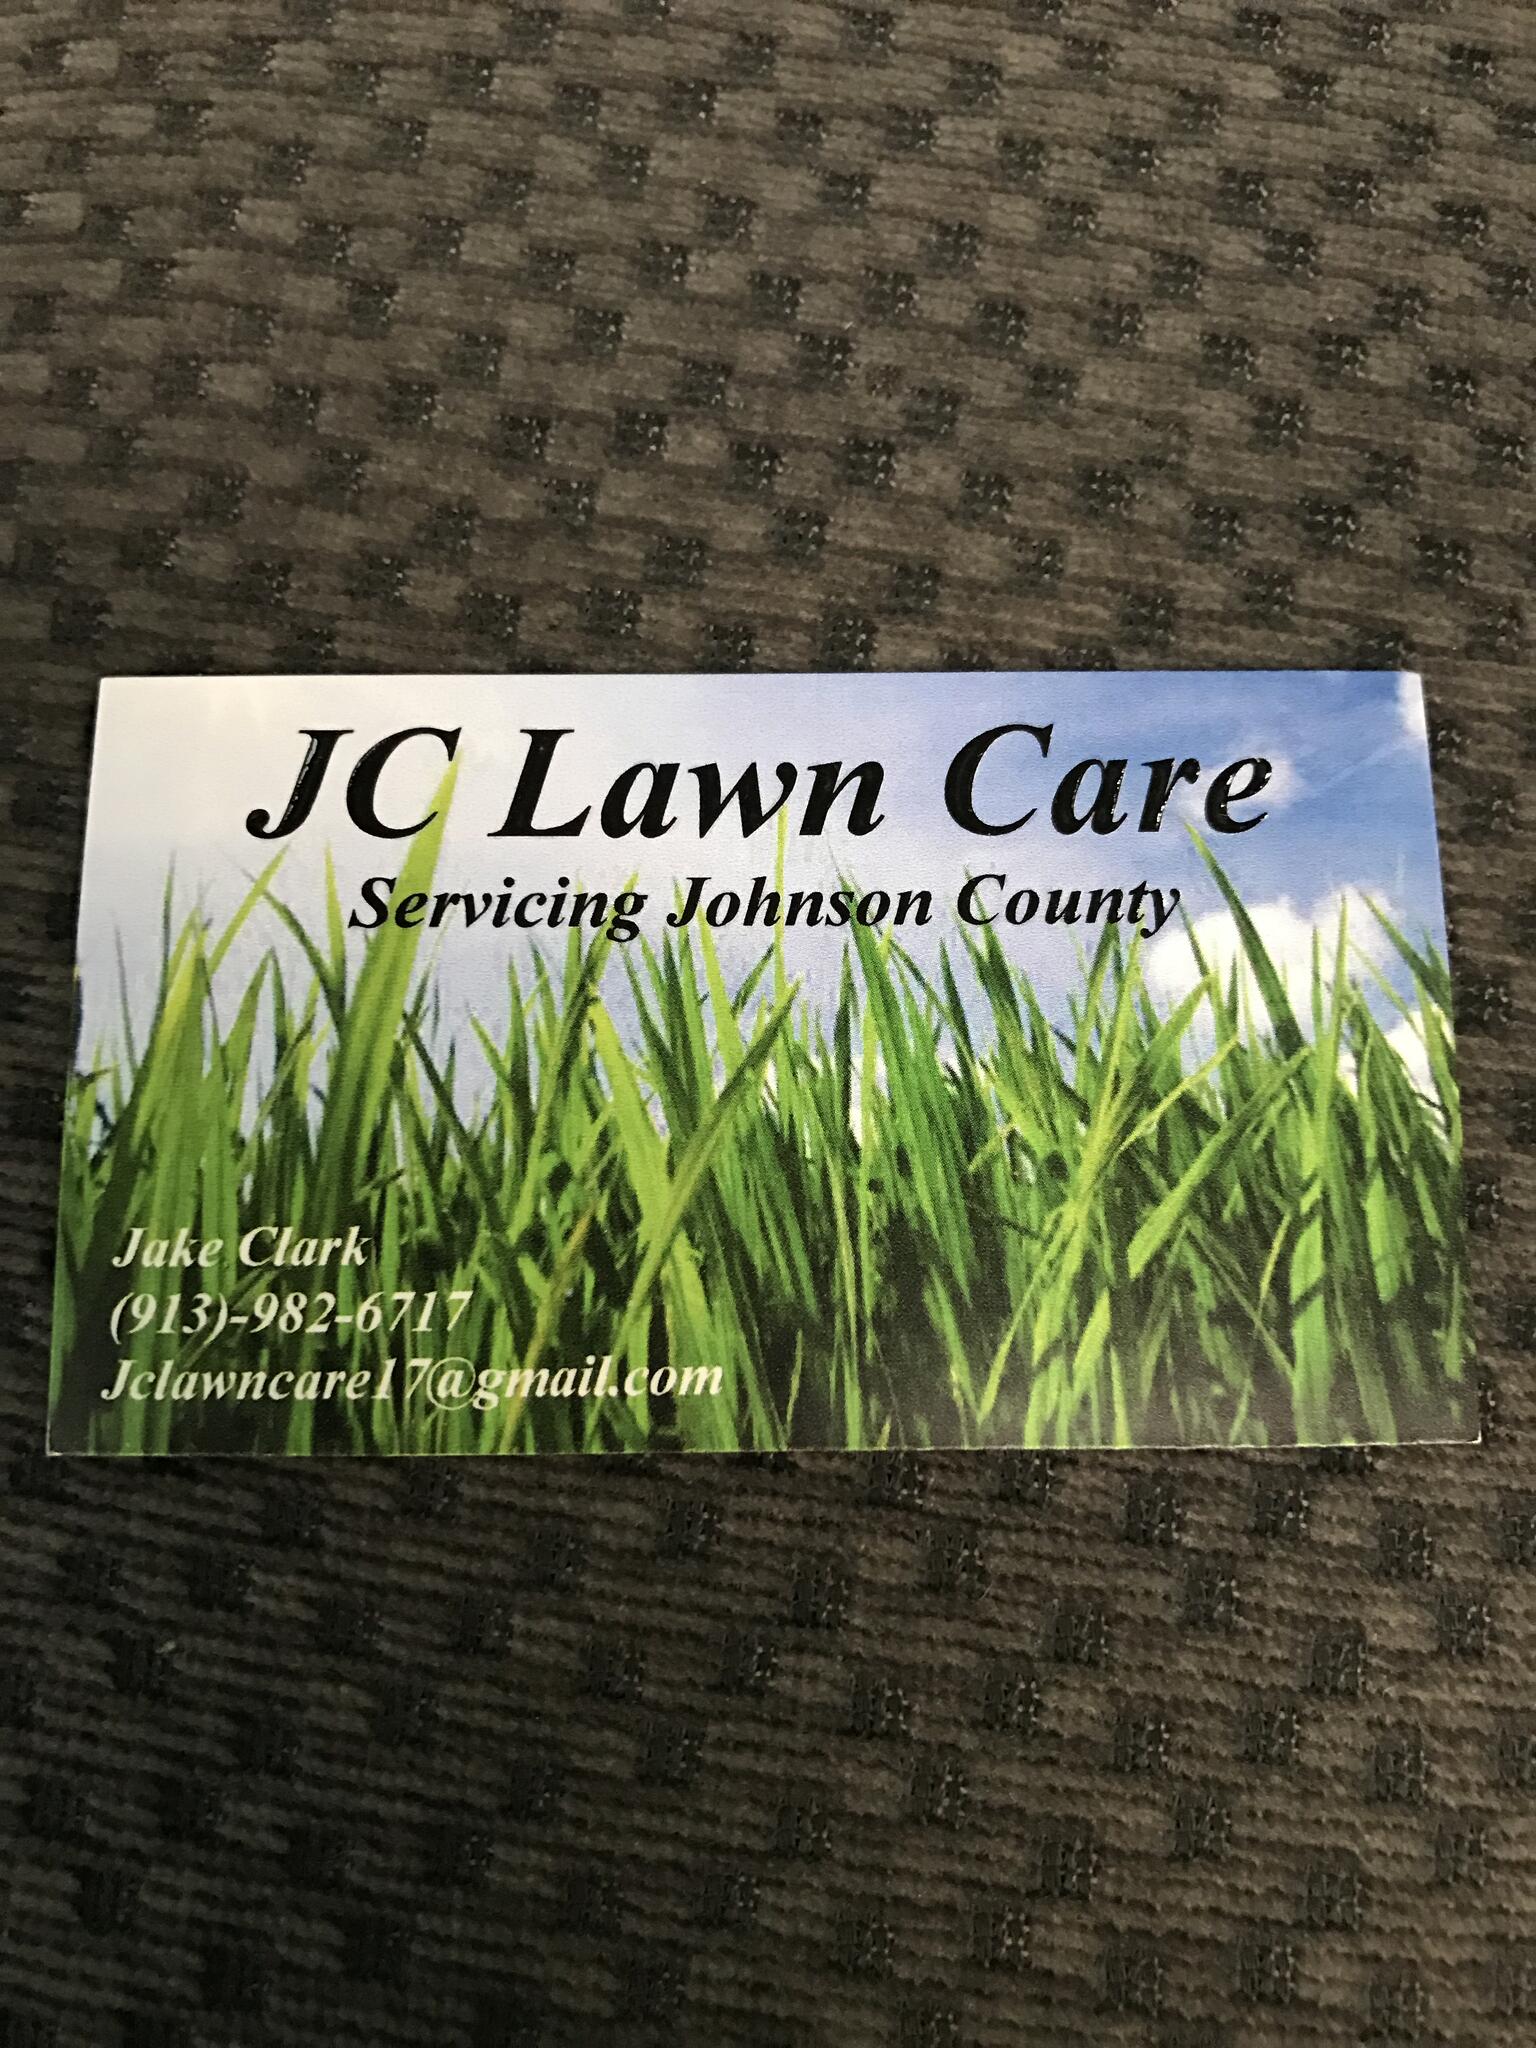 JC Lawn Care
Servicing Johnson County
Jake Clark
(913)-982-6717
Jclawncare17@gmail.com